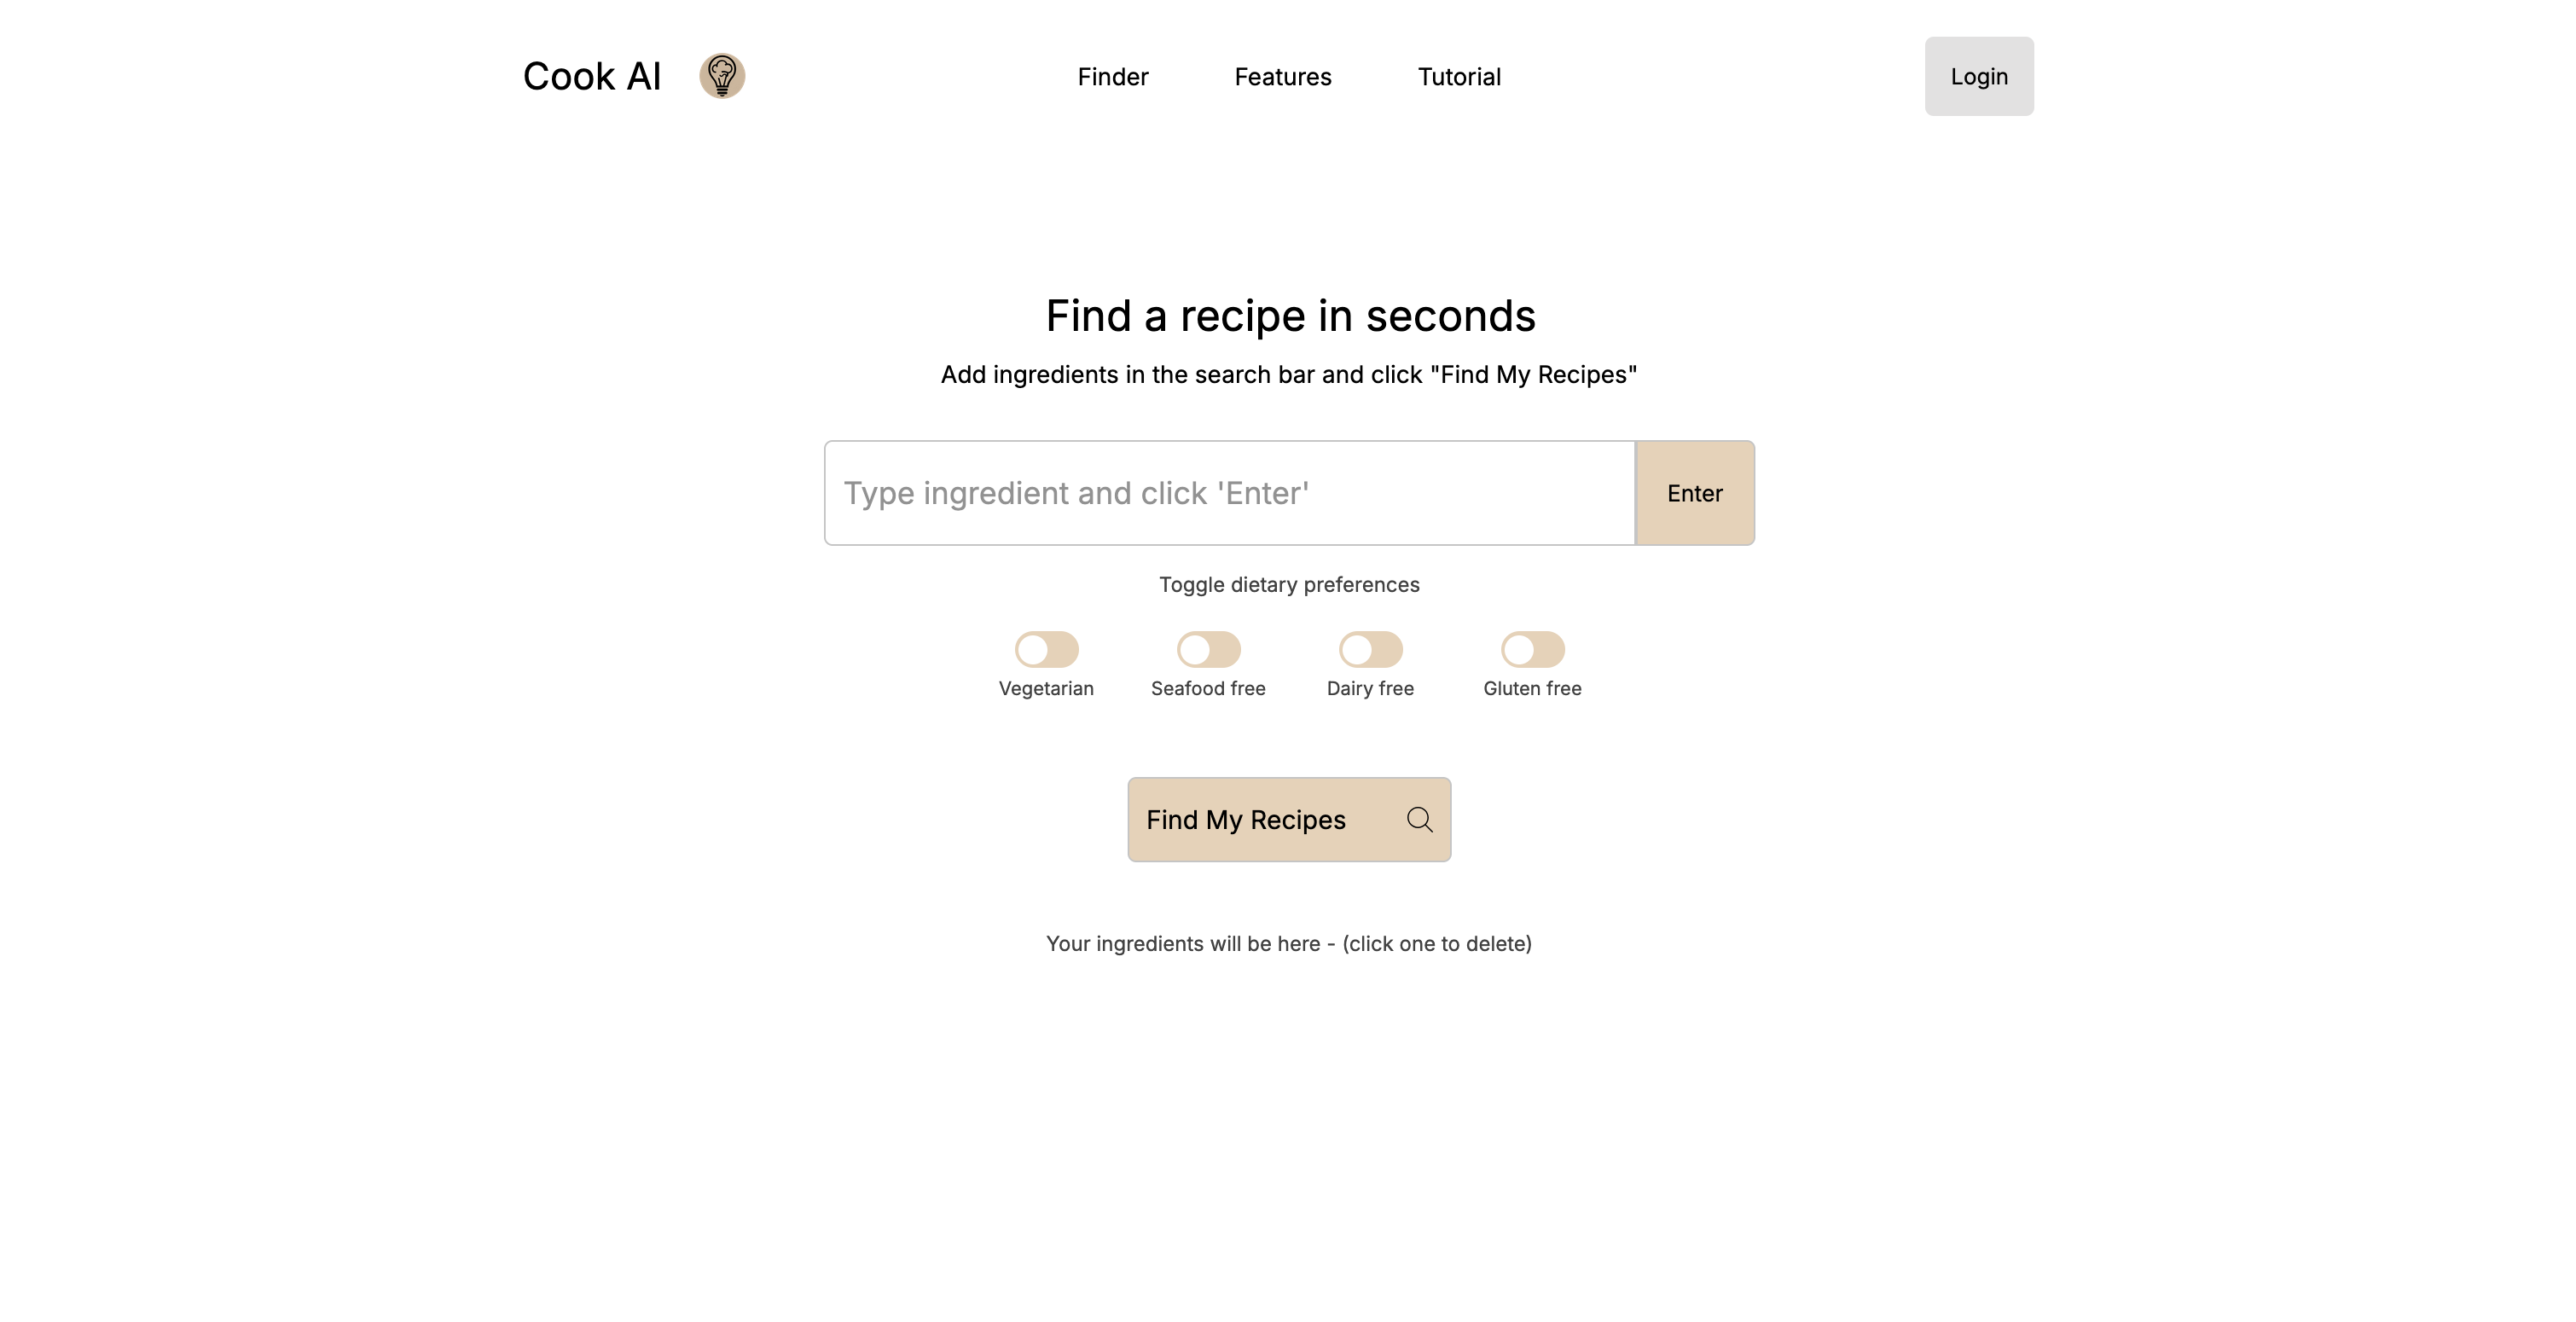 Cook AI
Finder
Features
Tutorial
Login
Find a recipe in seconds
Add ingredients in the search bar and click "Find My Recipes"
Type ingredient and click 'Enter'
Enter
Toggle dietary preferences
Vegetarian
Seafood free
Dairy free
Gluten free
Find My Recipes
Your ingredients will be here - (click one to delete)